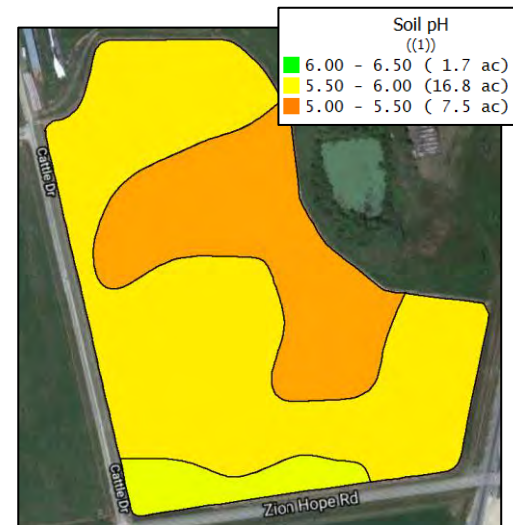 Soil pH
((1))
6.00 - 6.50 ( 1.7 ac)
5.50 - 6.00 (16.8 ac)
5.00 - 5.50 ( 7.5 ac)
Cattle Dr
Cattle Dr
Zion Hope Rd